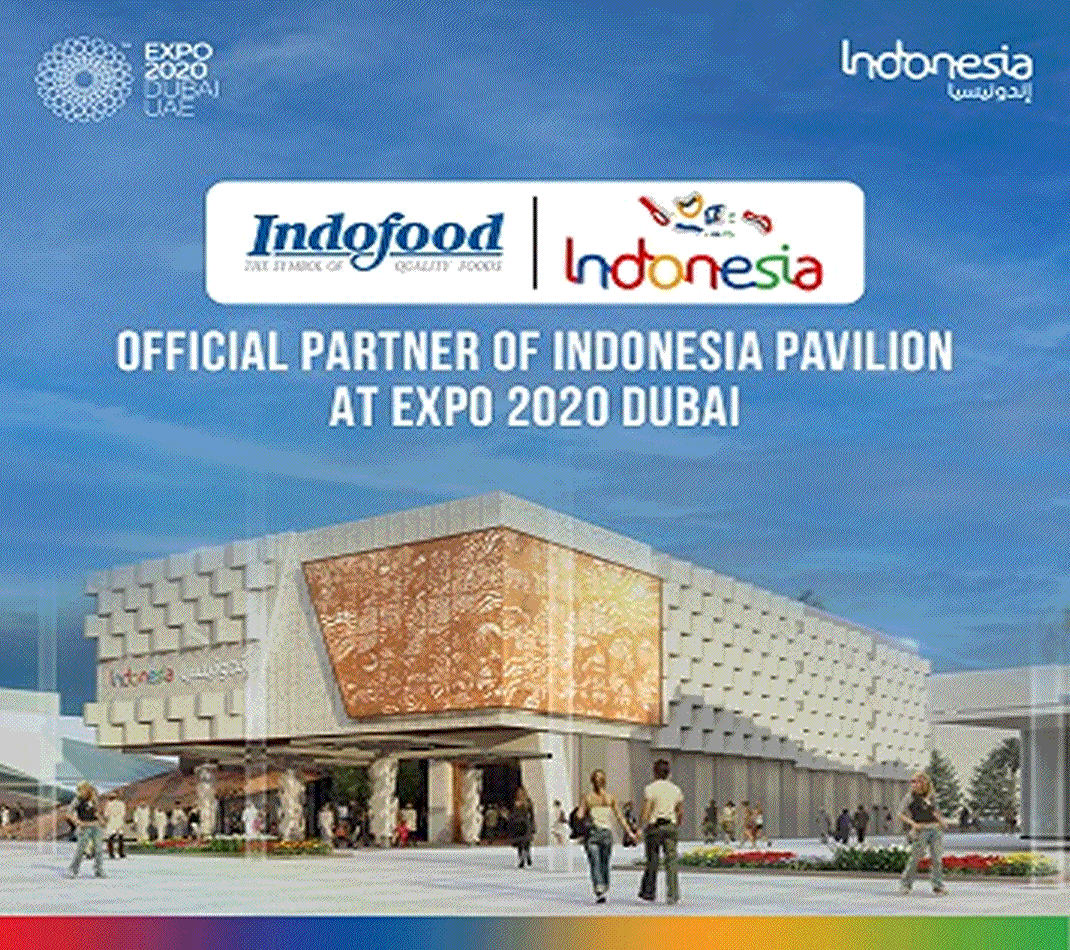 EXPO
2020
DUBAI
UAE
Indonesia
إندونيسيا
Indofood
THE SYMBOL OF QUALITY FOODS
Indonesia
OFFICIAL PARTNER OF INDONESIA PAVILION
AT EXPO 2020 DUBAI
Indonesia إندونيسيا